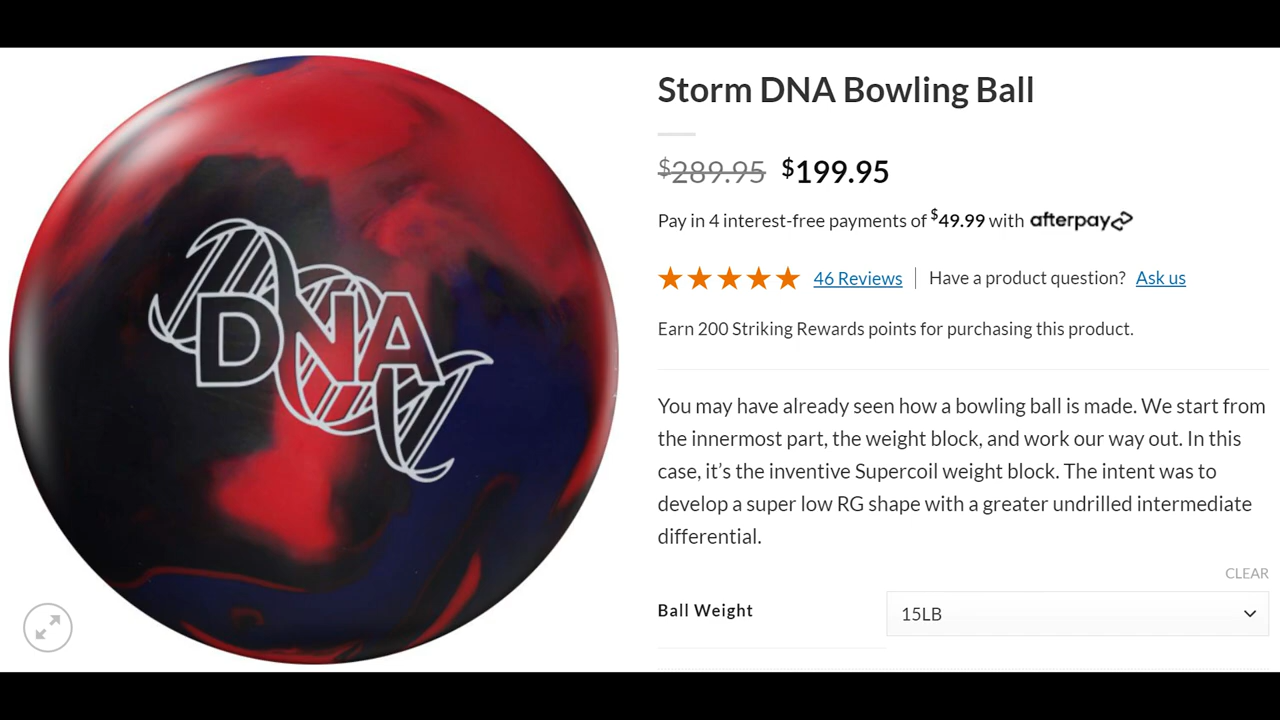 Storm DNA Bowling Ball
$289.95 $199.95
Pay in 4 interest-free payments of $49.99 with afterpay
46 Reviews Have a product question? Ask us
Earn 200 Striking Rewards points for purchasing this product.
DNA
You may have already seen how a bowling ball is made. We start from
the innermost part, the weight block, and work our way out. In this
case, it’s the inventive Supercoil weight block. The intent was to
develop a super low RG shape with a greater undrilled intermediate
differential.
CLEAR
Ball Weight 15LB